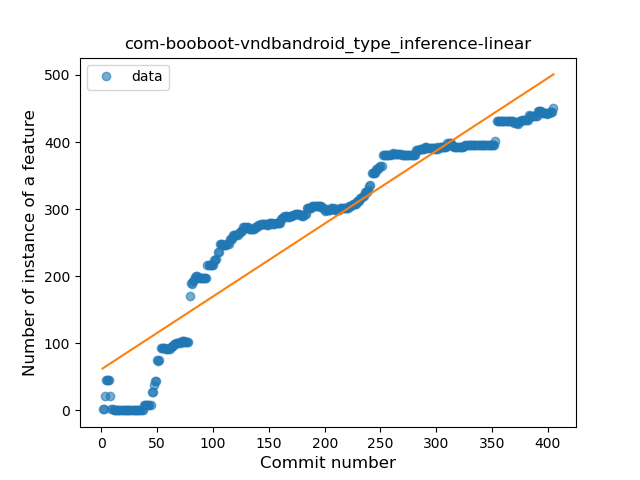 com-booboot-vndbandroid_type_inference-linear
data
Number of instance of a feature
500
400
300
200
100
0
0 50 100 150 200 250 300 350 400
Commit number